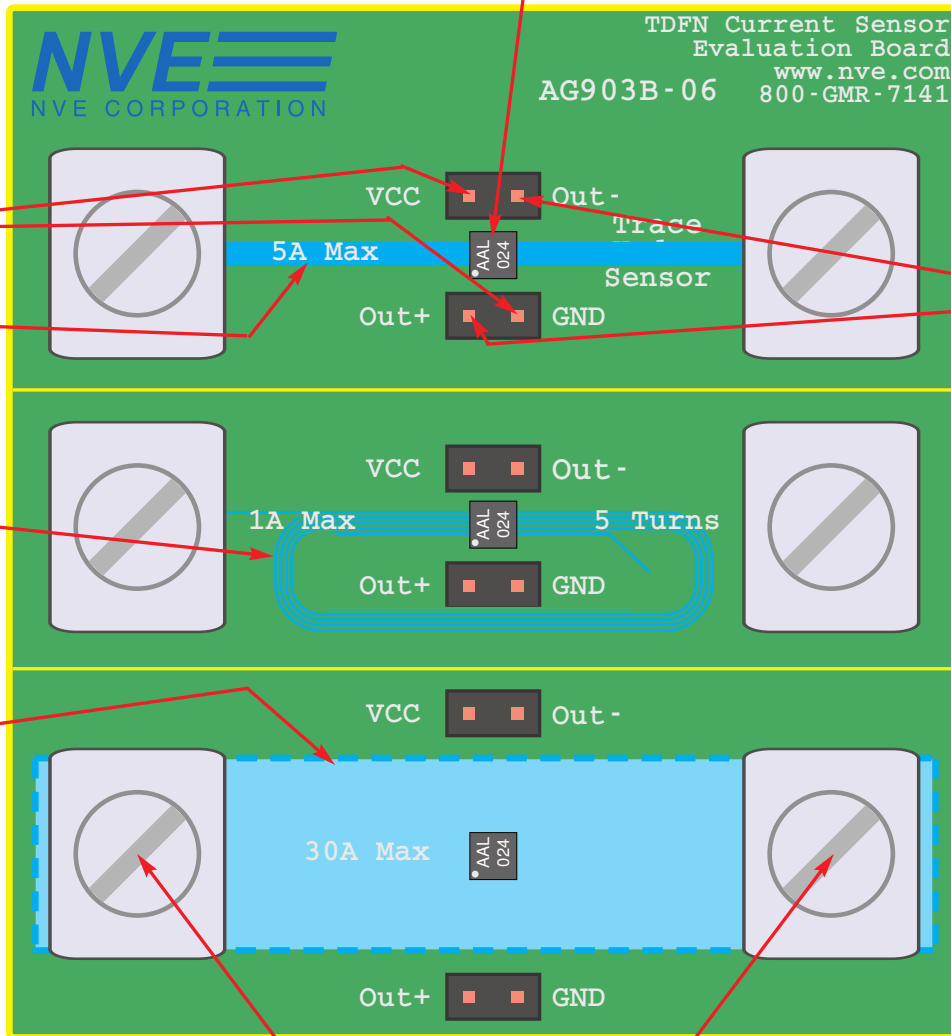 NVE
NVE CORPORATION
TDFN Current Sensor
Evaluation Board
www.nve.com
AG903B-06 800-GMR-7141
VCC Out-
Trace
5A Max
AAL
024
Sensor
Out+ GND
VCC Out-
1A Max
AAL
024
5 Turns
Out+ GND
VCC Out-
30A Max
AAL
024
Out+ GND